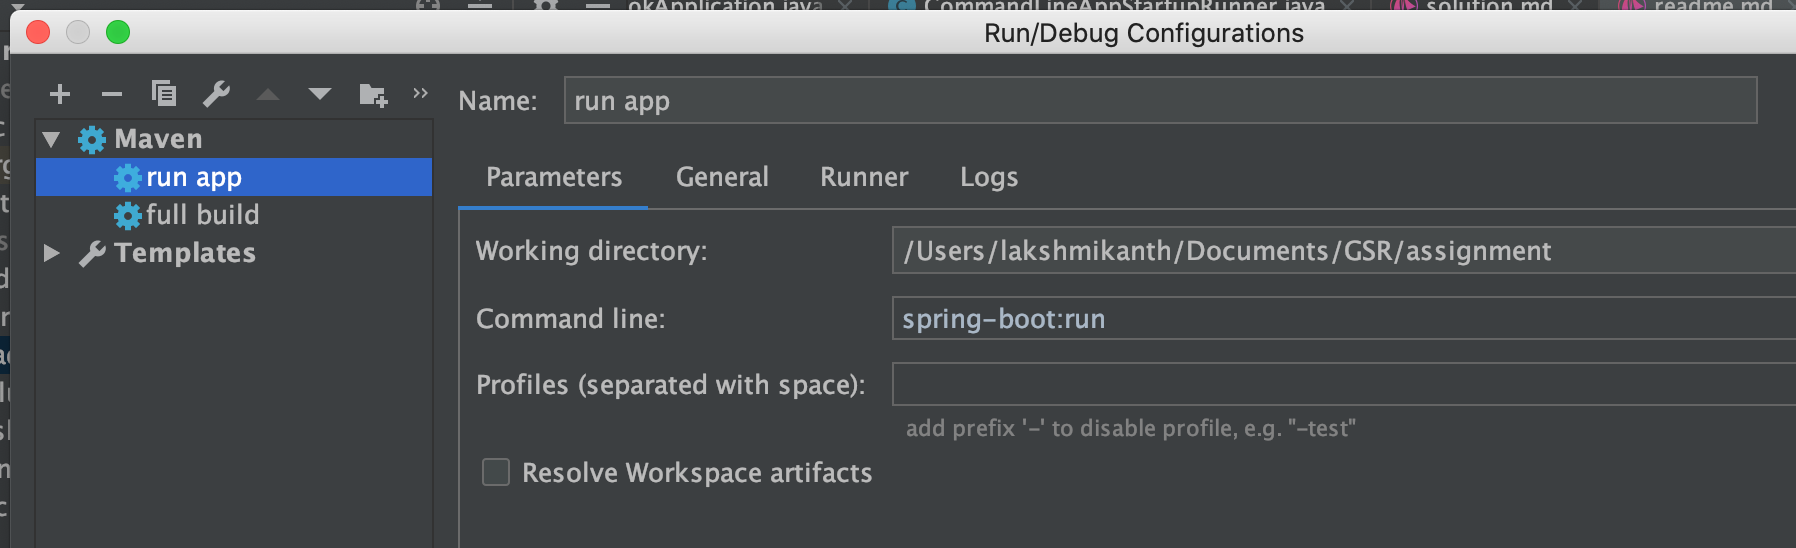 CommandLineAppStartupRunner.java solution.md readme.md
Run/Debug Configurations
Name: run app
Maven
run app
full build
Templates
Parameters General Runner Logs
Working directory: /Users/lakshmikanth/Documents/GSR/assignment
Command line: spring-boot:run
Profiles (separated with space):
add prefix '-' to disable profile, e.g. "-test"
Resolve Workspace artifacts